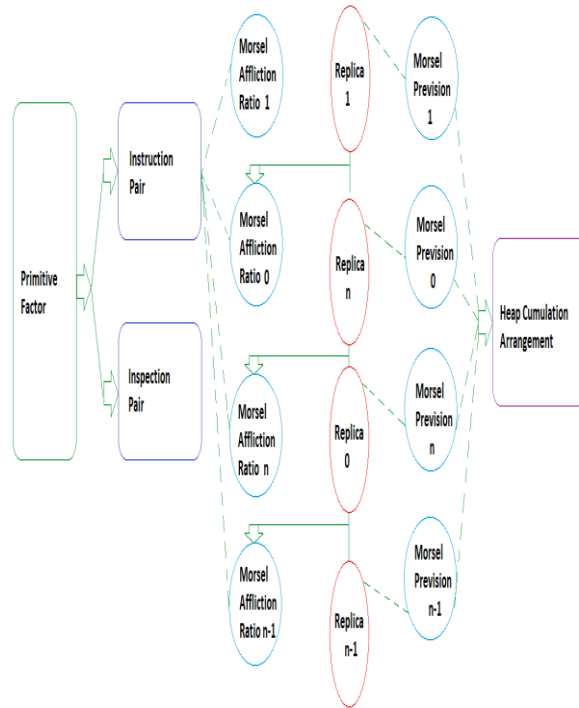 Primitive
Factor
Instruction
Pair
Inspection
Pair
Morsel
Affliction
Ratio 1
Morsel
Affliction
Ratio 0
Morsel
Affliction
Ratio n
Morsel
Affliction
Ratio n-1
Replica
1
Replica
n
Replica
0
Replica
n-1
Morsel
Prevision
1
Morsel
Prevision
0
Morsel
Prevision
n
Morsel
Prevision
n-1
Heap Cumulation
Arrangement